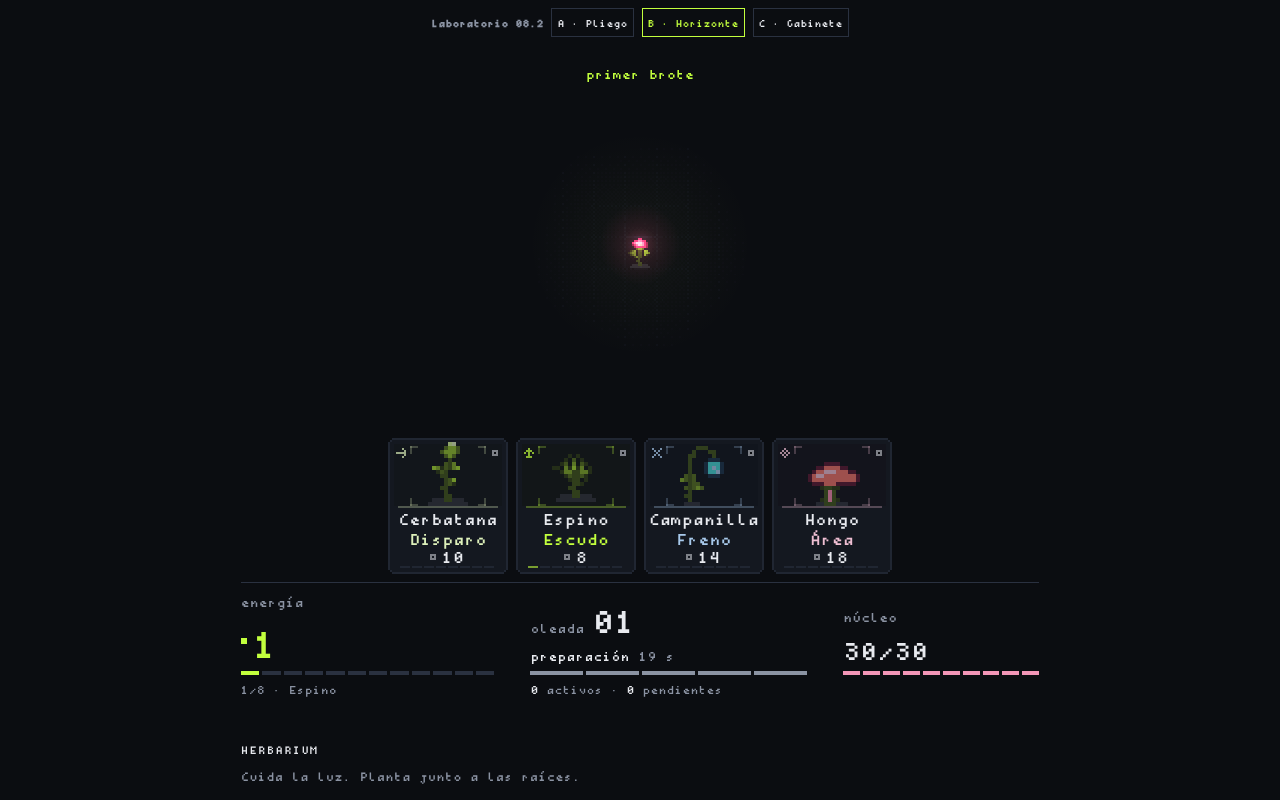 Laboratorio 08.2 A · Pliego B · Horizonte C · Gabinete
primer brote
Cerbatana Espino Campanilla Hongo
Disparo Escudo Freno Área
10 8 14 18
energía
1
1/8 · Espino
oleada 01
preparación 19 s
0 activos · 0 pendientes
núcleo
30/30
HERBARIUM
Cuida la luz. Planta junto a las raíces.